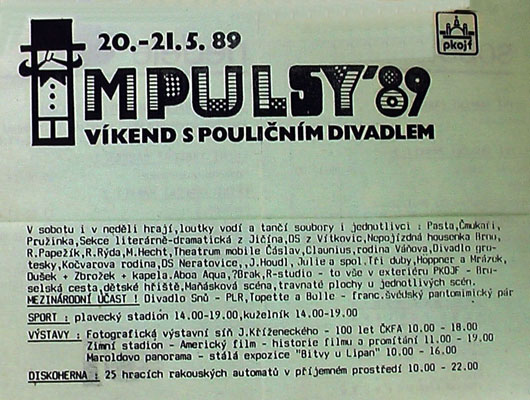 20.-21.5. 89
pkojf
IMPULSY'89
VÍKEND S POULIČNÍM DIVADLEM
V sobotu i v neděli hrají,loutky vodí a tančí soubory i jednotlivci : Pasta,Čmukaři,
Pružinka,Sekce literárně-dramatická z Jičína,DS z Vítkovic,Nepojízdná housenka Brnu,
R.Papežík,R.Rýda,M.Hecht,Theatrum mobile Čáslav,Claunius,rodina Váňova,Divadlo gro-
tesky,Kočvarova rodina,DS Neratovice,J.Houdl,Julie a spol.Tři duby,Hoppner a Mrázuk,
Dušek + Zbrožek + kapela.Aboa Aqua,?Brak,R-studio - to vše v exteriéru PKOJF - Bru-
selská cesta,dětské hřiště,Maňásková scéna,travnaté plochy u jednotlivých scén.
MEZINÁRODNÍ ÚČAST ! Divadlo Snů - PLR,Topette a Bulle - franc.švédský pantomimický pár
SPORT : plavecký stadión 14.00-19.00,kuželník 14.00-19.00
VÝSTAVY : Fotografická výstavní síň J.Kříženeckého - 100 let ČKFA 10.00 - 18.00
Zimní stadion - Americký film - historie filmu a promítání 11.00 - 19.00
Maroldovo panorama - stálá expozice "Bitvy u Lipan" 10.00 - 16.00
DISKOHERNA : 25 hracích rakouských automatů v příjemném prostředí 10.00 - 22.00